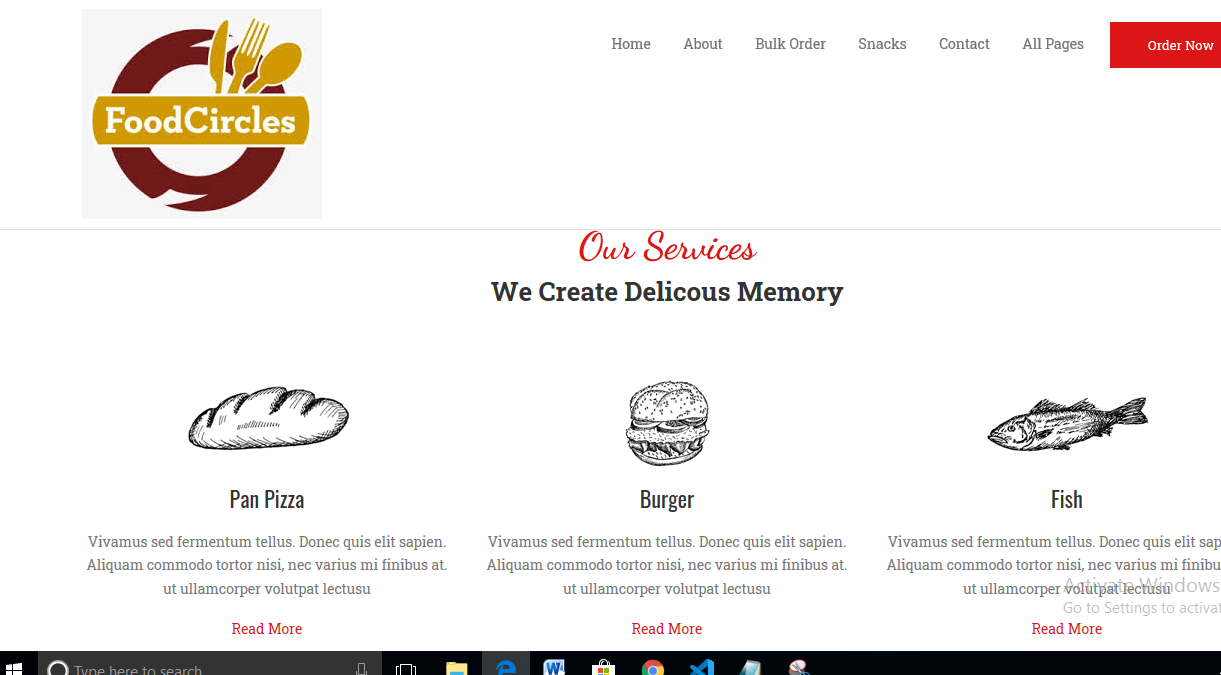 Home About Bulk Order Snacks Contact All Pages Order Now
FoodCircles
Our Services
We Create Delicous Memory
Pan Pizza
Vivamus sed fermentum tellus. Donec quis elit sapien.
Aliquam commodo tortor nisi, nec varius mi finibus at.
ut ullamcorper volutpat lectusu
Read More
Burger
Vivamus sed fermentum tellus. Donec quis elit sapien.
Aliquam commodo tortor nisi, nec varius mi finibus at.
ut ullamcorper volutpat lectusu
Read More
Fish
Vivamus sed fermentum tellus. Donec quis elit sap
Aliquam commodo tortor nisi, nec varius mi finibu
ut ullamcorper volutpat lectusu
Read More
Activate Windows
Go to Settings to activat
Type here to search
W